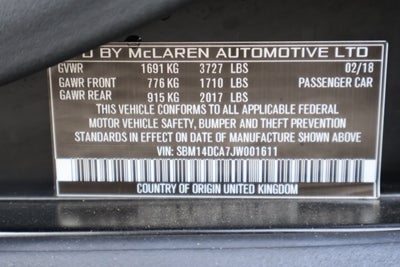 D BY McLAREN AUTOMOTIVE LTD
GVWR 1691 KG 3727 LBS 02/18
GAWR FRONT 776 KG 1710 LBS PASSENGER CAR
GAWR REAR 915 KG 2017 LBS
THIS VEHICLE CONFORMS TO ALL APPLICABLE FEDERAL
MOTOR VEHICLE SAFETY, BUMPER AND THEFT PREVENTION
STANDARDS IN EFFECT ON DATE OF MANUFACTURE SHOWN ABOVE
VIN: SBM14DCA7JW001611
COUNTRY OF ORIGIN UNITED KINGDOM